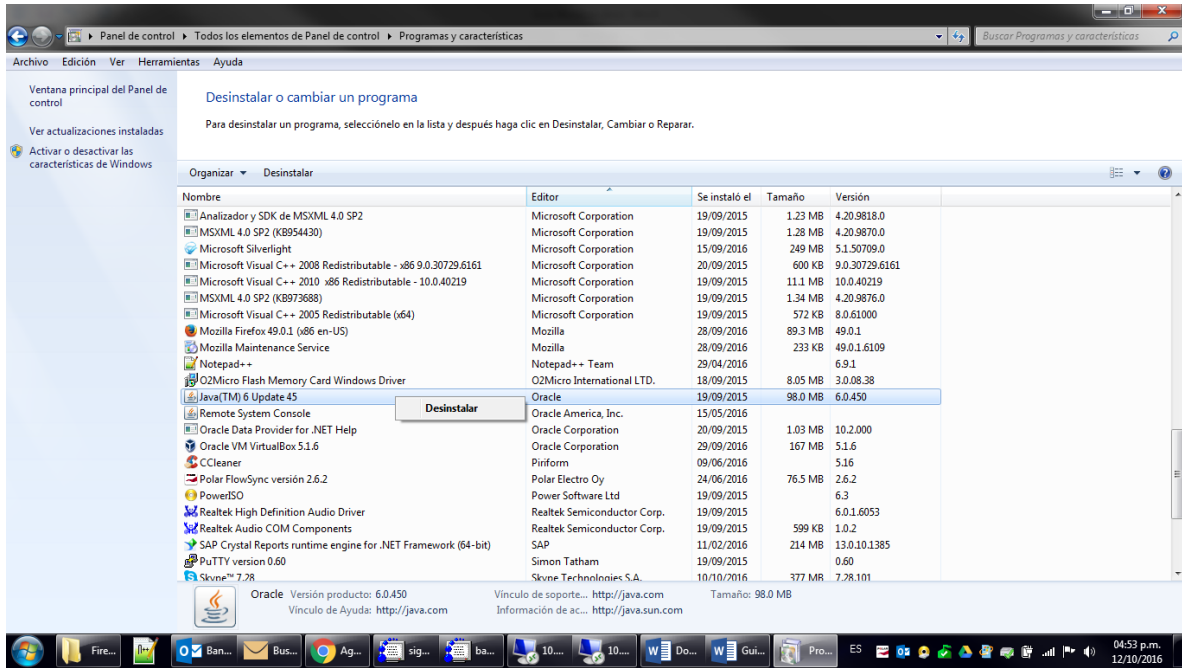 Panel de control ▸ Todos los elementos de Panel de control ▸ Programas y características
Buscar Programas y características
Archivo Edición Ver Herramientas Ayuda
Ventana principal del Panel de control
Ver actualizaciones instaladas
Activar o desactivar las características de Windows
Desinstalar o cambiar un programa
Para desinstalar un programa, selecciónelo en la lista y después haga clic en Desinstalar, Cambiar o Reparar.
Organizar Desinstalar
Nombre Editor Se instaló el Tamaño Versión
Analizador y SDK de MSXML 4.0 SP2 Microsoft Corporation 19/09/2015 1.23 MB 4.20.9818.0
MSXML 4.0 SP2 (KB954430) Microsoft Corporation 19/09/2015 1.28 MB 4.20.9870.0
Microsoft Silverlight Microsoft Corporation 15/09/2016 249 MB 5.1.50709.0
Microsoft Visual C++ 2008 Redistributable - x86 9.0.30729.6161 Microsoft Corporation 20/09/2015 600 KB 9.0.30729.6161
Microsoft Visual C++ 2010 x86 Redistributable - 10.0.40219 Microsoft Corporation 19/09/2015 11.1 MB 10.0.40219
MSXML 4.0 SP2 (KB973688) Microsoft Corporation 19/09/2015 1.34 MB 4.20.9876.0
Microsoft Visual C++ 2005 Redistributable (x64) Microsoft Corporation 19/09/2015 572 KB 8.0.61000
Mozilla Firefox 49.0.1 (x86 en-US) Mozilla 28/09/2016 89.3 MB 49.0.1
Mozilla Maintenance Service Mozilla 28/09/2016 233 KB 49.0.1.6109
Notepad++ Notepad++ Team 29/04/2016 6.9.1
O2Micro Flash Memory Card Windows Driver O2Micro International LTD. 18/09/2015 8.05 MB 3.0.08.38
Java(TM) 6 Update 45 Oracle 19/09/2015 98.0 MB 6.0.450
Desinstalar
Remote System Console Oracle America, Inc. 15/05/2016
Oracle Data Provider for .NET Help Oracle Corporation 20/09/2015 1.03 MB 10.2.000
Oracle VM VirtualBox 5.1.6 Oracle Corporation 29/09/2016 167 MB 5.1.6
CCleaner Piriform 09/06/2016 5.16
Polar FlowSync versión 2.6.2 Polar Electro Oy 24/06/2016 76.5 MB 2.6.2
PowerISO Power Software Ltd 19/09/2015 6.3
Realtek High Definition Audio Driver Realtek Semiconductor Corp. 19/09/2015 6.0.1.6053
Realtek Audio COM Components Realtek Semiconductor Corp. 19/09/2015 599 KB 1.0.2
SAP Crystal Reports runtime engine for .NET Framework (64-bit) SAP 11/02/2016 214 MB 13.0.10.1385
PuTTY version 0.60 Simon Tatham 19/09/2015 0.60
Skype™ 7.28 Skype Technologies S.A. 10/10/2016 377 MB 7.28.101
Oracle Versión producto: 6.0.450 Vínculo de soporte... http://java.com Tamaño: 98.0 MB
Vínculo de Ayuda: http://java.com Información de ac... http://java.sun.com
Fire... Ban... Bus... Ag... sig... ba... 10.... 10.... Do... Gui... Pro... ES 04:53 p.m.
12/10/2016